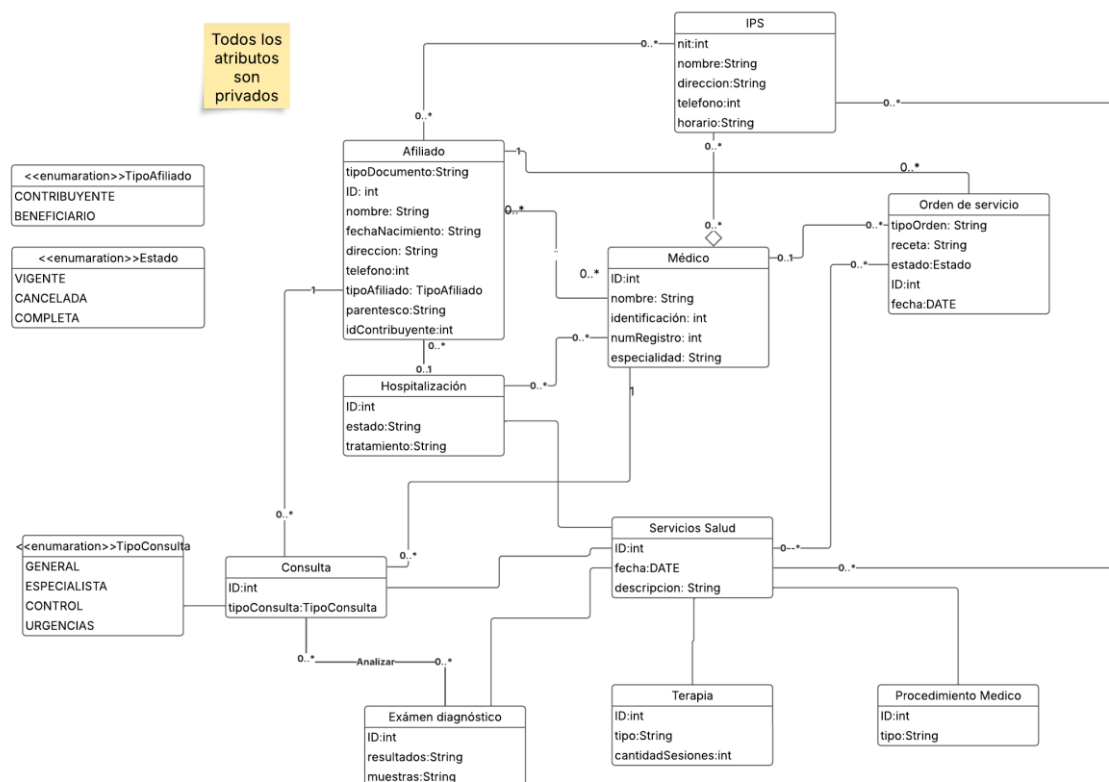 Todos los
atributos
son
privados
IPS
nit:int
nombre:String
direccion:String
telefono:int
horario:String
0..*
0..*
0..*
0..*
0..*
<<enumaration>>TipoAfiliado
CONTRIBUYENTE
BENEFICIARIO
<<enumaration>>Estado
VIGENTE
CANCELADA
COMPLETA
Afiliado
tipoDocumento:String
ID: int
nombre: String
fechaNacimiento: String
direccion: String
telefono:int
tipoAfiliado: TipoAfiliado
parentesco:String
idContribuyente:int
1
0..*
0..*
..
0..*
1
0..*
0..1
Orden de servicio
tipoOrden: String
receta: String
estado:Estado
ID:int
fecha:DATE
0..1
0..*
0..*
Médico
ID:int
nombre: String
identificación: int
numRegistro: int
especialidad: String
0..*
0..*
1
Hospitalización
ID:int
estado:String
tratamiento:String
0..*
0..*
<<enumaration>>TipoConsulta
GENERAL
ESPECIALISTA
CONTROL
URGENCIAS
Consulta
ID:int
tipoConsulta:TipoConsulta
Servicios Salud
ID:int
fecha:DATE
descripcion: String
0--*
0..*
0..*
Analizar
0..*
Exámen diagnóstico
ID:int
resultados:String
muestras:String
Terapia
ID:int
tipo:String
cantidadSesiones:int
Procedimiento Medico
ID:int
tipo:String